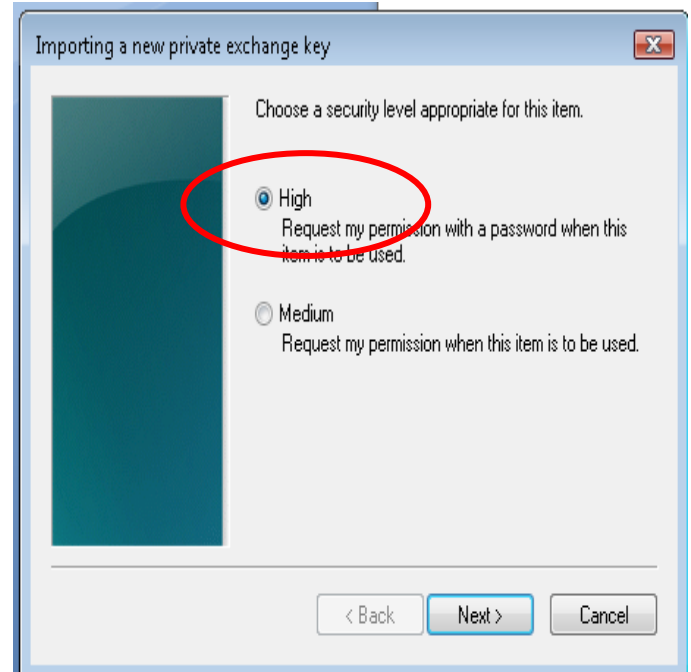 Importing a new private exchange key
Choose a security level appropriate for this item.
High
Request my permission with a password when this
item is to be used.
Medium
Request my permission when this item is to be used.
< Back
Next >
Cancel